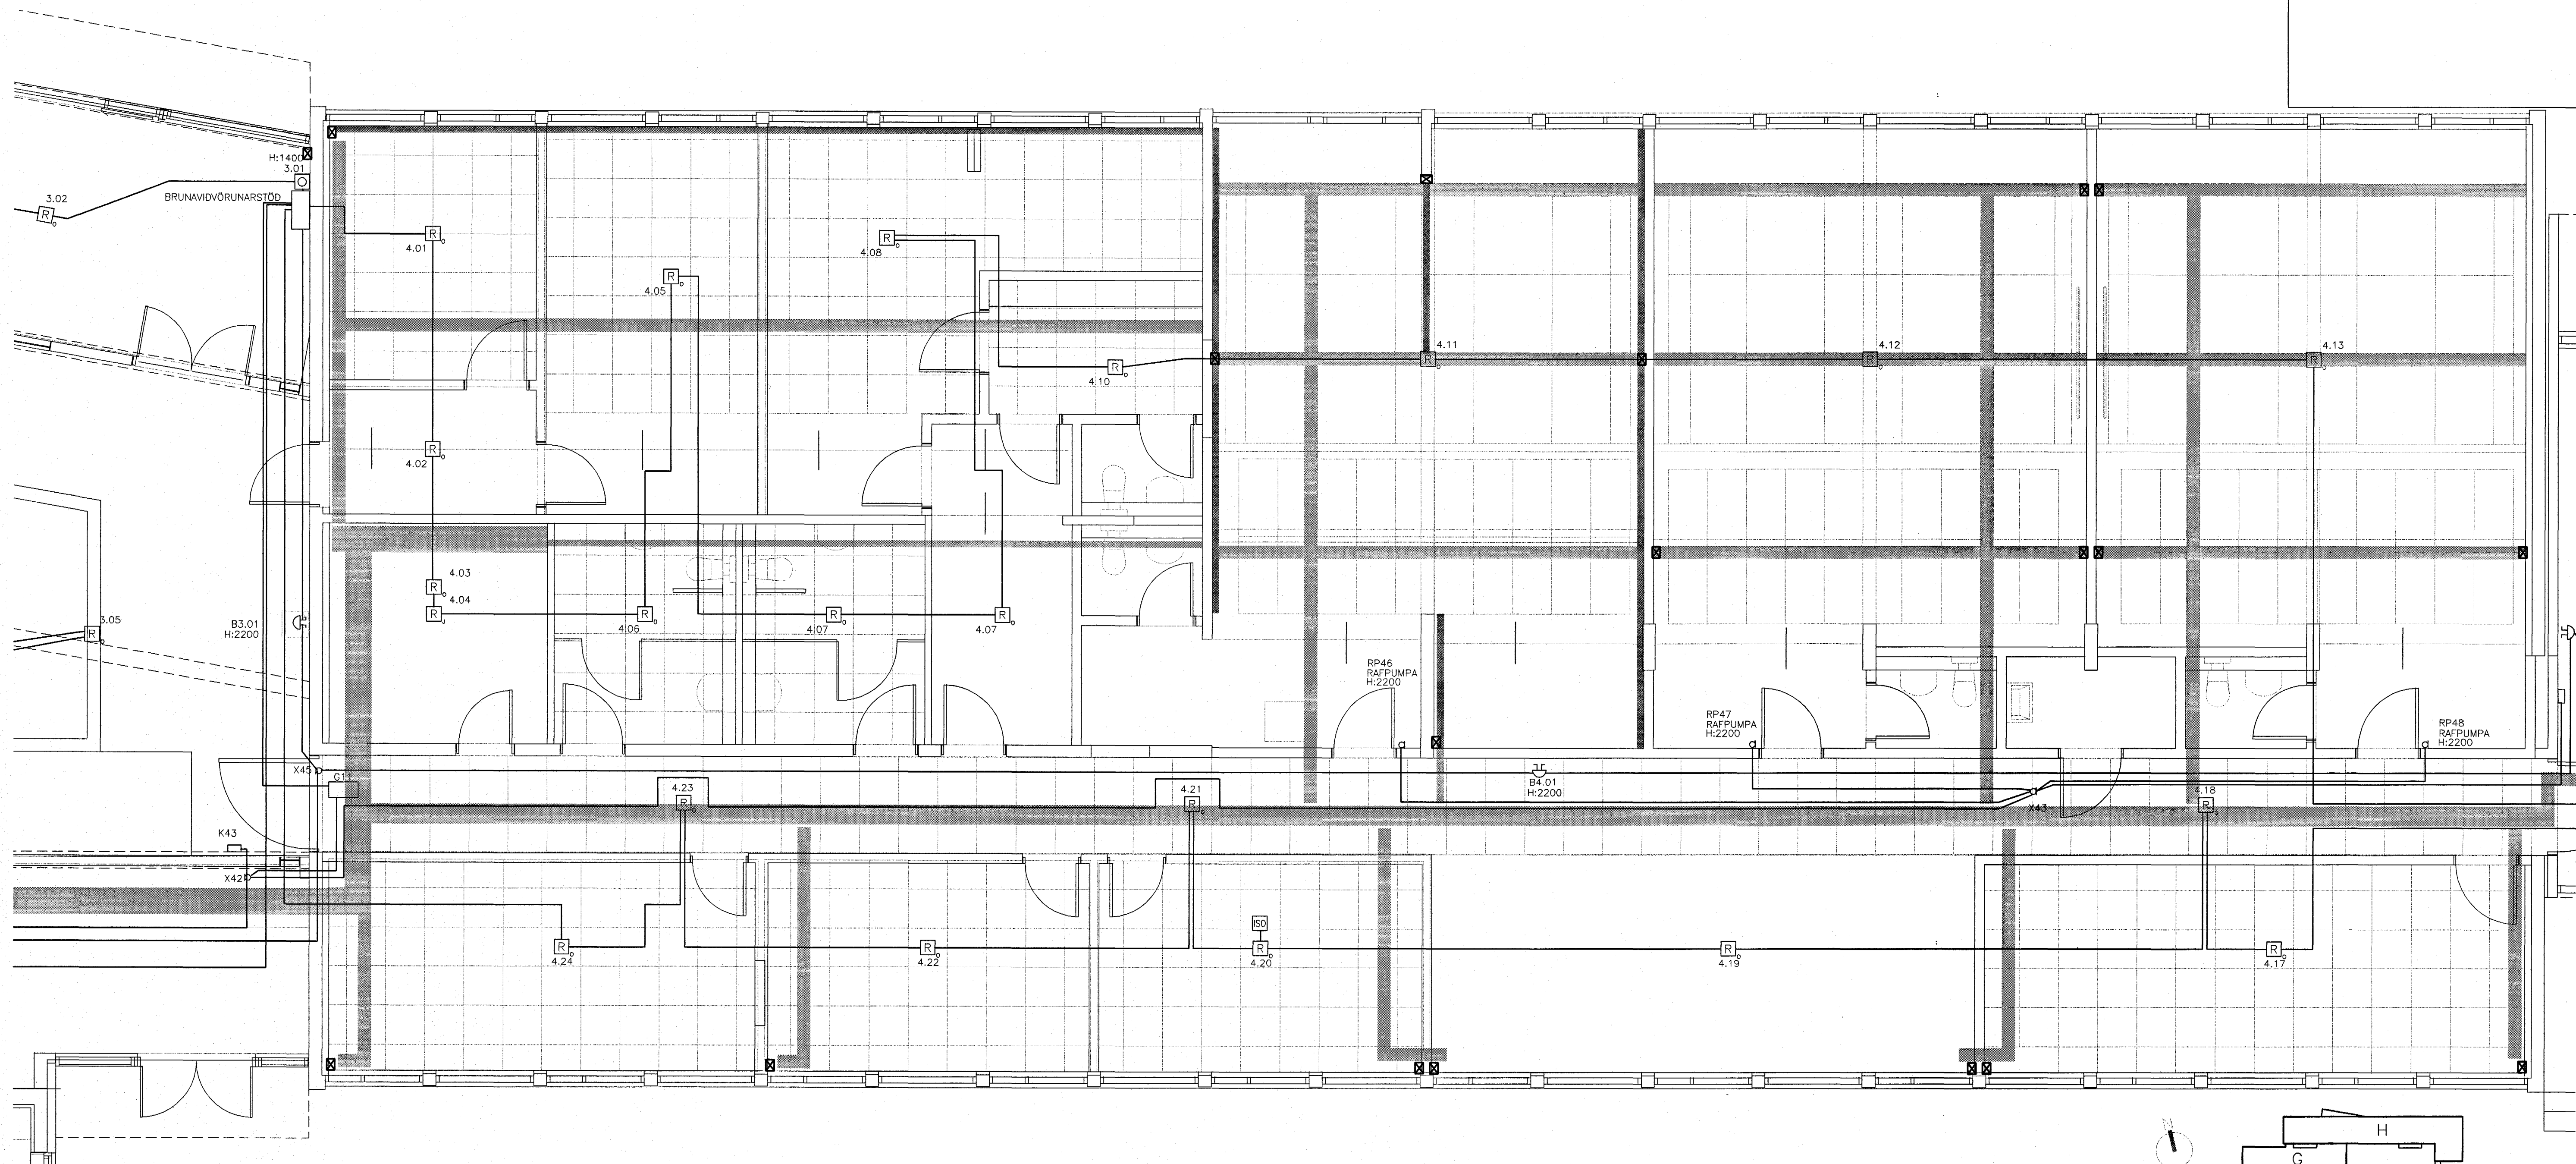 H:1400
3.01
BRUNAVIDVÖRUNARSTÖD
3.02
R
4.01
R
4.05
R
4.08
R
4.10
R
4.11
R
4.12
R
4.13
R
4.02
R
4.03
R
4.04
R
4.06
R
4.07
R
4.07
R
3.05
R
B3.01
H:2200
RP46
RAFPUMPA
H:2200
RP47
RAFPUMPA
H:2200
RP48
RAFPUMPA
H:2200
X45
G11
B4.01
H:2200
X43
4.23
R
4.21
R
4.18
R
K43
X42
R
4.24
R
4.22
ISO
R
4.20
R
4.19
R
4.17
N
H
G